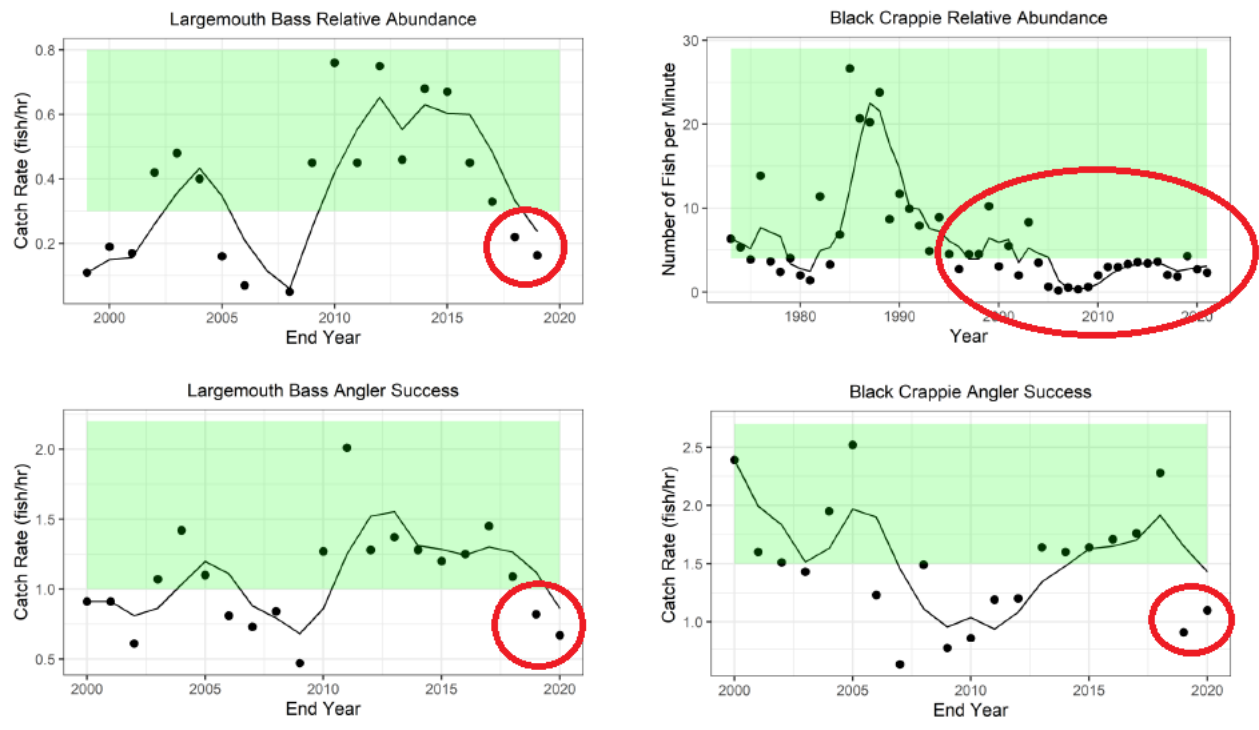 Largemouth Bass Relative Abundance
Catch Rate (fish/hr)
0.8
0.6
0.4
0.2
2000 2005 2010 2015 2020
End Year
Black Crappie Relative Abundance
Number of Fish per Minute
30
20
10
0
1980 1990 2000 2010 2020
Year
Largemouth Bass Angler Success
Catch Rate (fish/hr)
2.0
1.5
1.0
0.5
2000 2005 2010 2015 2020
End Year
Black Crappie Angler Success
Catch Rate (fish/hr)
2.5
2.0
1.5
1.0
2000 2005 2010 2015 2020
End Year